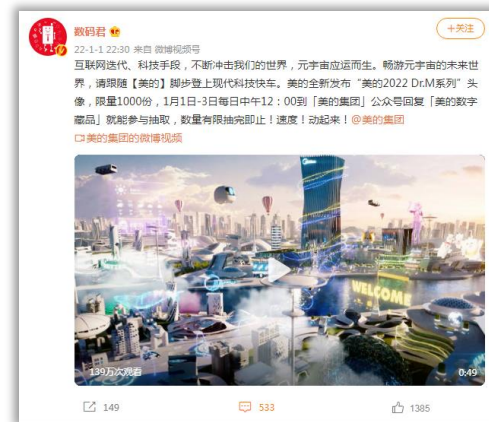 数码君
+关注
22-1-1 22:30 来自 微博视频号
互联网迭代、科技手段，不断冲击我们的世界，元宇宙应运而生。畅游元宇宙的未来世
界，请跟随【美的】脚步登上现代科技快车。美的全新发布“美的2022 Dr.M系列”头
像，限量1000份，1月1日-3日每日中午12：00到「美的集团」公众号回复「美的数字
藏品」就能参与抽取，数量有限抽完即止！速度！动起来！@美的集团
美的集团的微博视频
WELCOME
139万次观看
0:49
149
533
1385